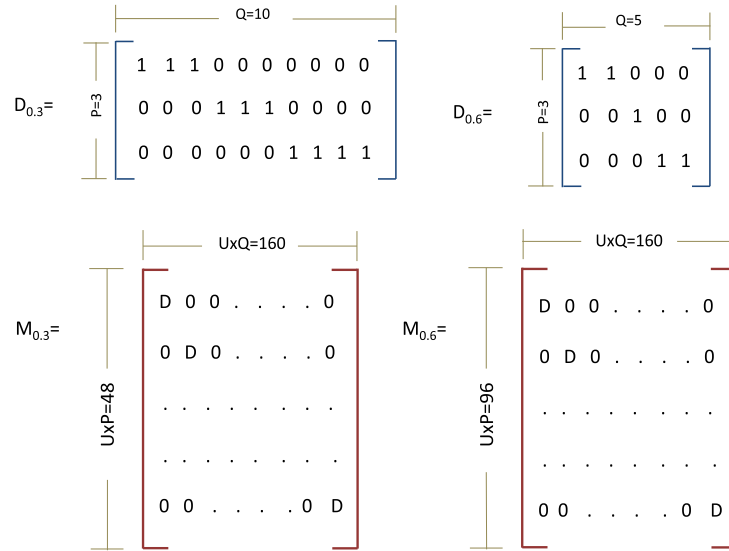 Q=10
P=3
D0.3=
1 1 1 0 0 0 0 0 0 0
0 0 0 1 1 1 0 0 0 0
0 0 0 0 0 0 1 1 1 1
Q=5
P=3
D0.6=
1 1 0 0 0
0 0 1 0 0
0 0 0 1 1
UxQ=160
UxP=48
M0.3=
D 0 0 . . . . 0
0 D 0 . . . . 0
. . . . . . . .
. . . . . . . .
0 0 . . . . 0 D
UxQ=160
UxP=96
M0.6=
D 0 0 . . . . 0
0 D 0 . . . . 0
. . . . . . . .
. . . . . . . .
0 0 . . . . 0 D